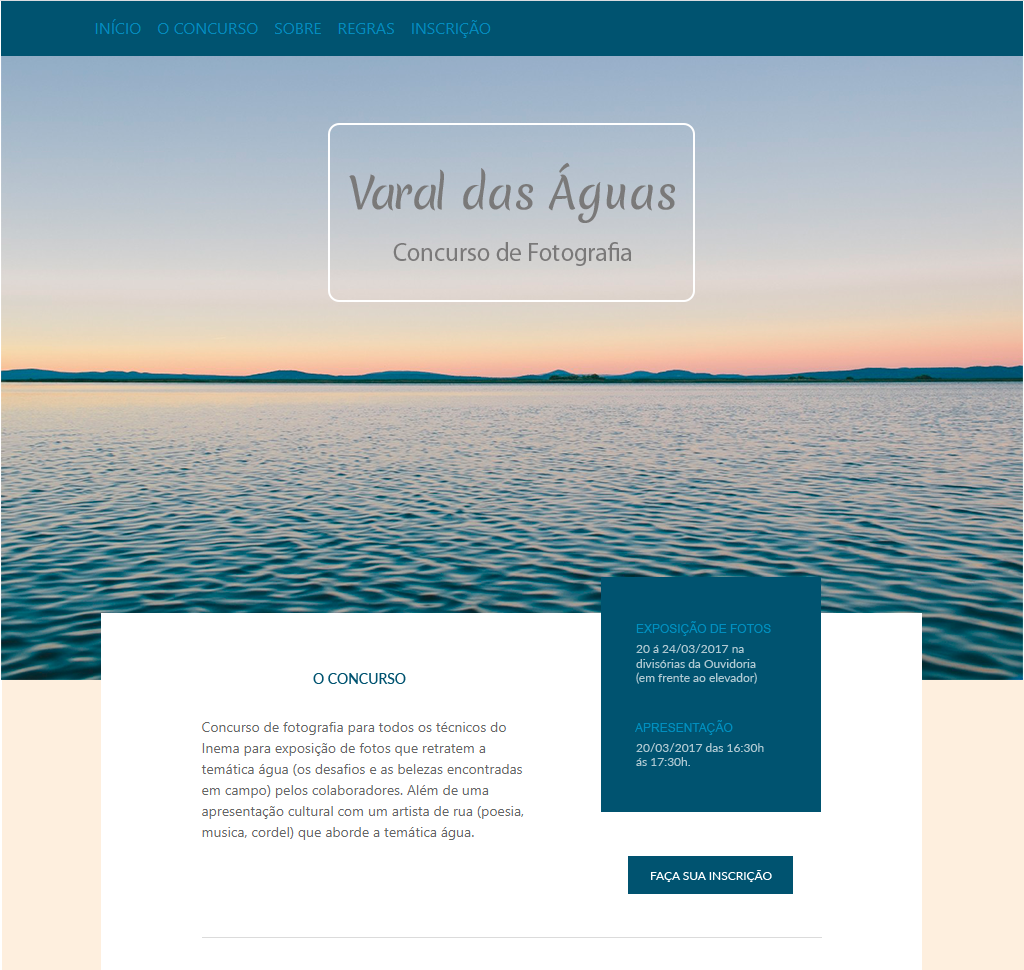 INÍCIO O CONCURSO SOBRE REGRAS INSCRIÇÃO
Varal das Águas
Concurso de Fotografia
O CONCURSO
Concurso de fotografia para todos os técnicos do
Inema para exposição de fotos que retratem a
temática água (os desafios e as belezas encontradas
em campo) pelos colaboradores. Além de uma
apresentação cultural com um artista de rua (poesia,
musica, cordel) que aborde a temática água.
EXPOSIÇÃO DE FOTOS
20 á 24/03/2017 na
divisórias da Ouvidoria
(em frente ao elevador)
APRESENTAÇÃO
20/03/2017 das 16:30h
ás 17:30h.
FAÇA SUA INSCRIÇÃO